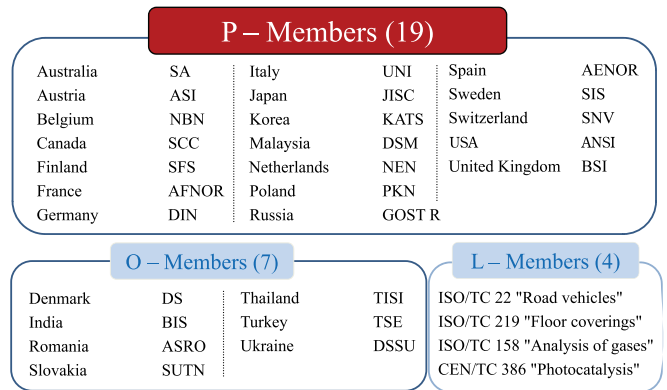 P – Members (19)
Australia SA
Austria ASI
Belgium NBN
Canada SCC
Finland SFS
France AFNOR
Germany DIN
Italy UNI
Japan JISC
Korea KATS
Malaysia DSM
Netherlands NEN
Poland PKN
Russia GOST R
Spain AENOR
Sweden SIS
Switzerland SNV
USA ANSI
United Kingdom BSI
O – Members (7)
Denmark DS
India BIS
Romania ASRO
Slovakia SUTN
Thailand TISI
Turkey TSE
Ukraine DSSU
L – Members (4)
ISO/TC 22 "Road vehicles"
ISO/TC 219 "Floor coverings"
ISO/TC 158 "Analysis of gases"
CEN/TC 386 "Photocatalysis"